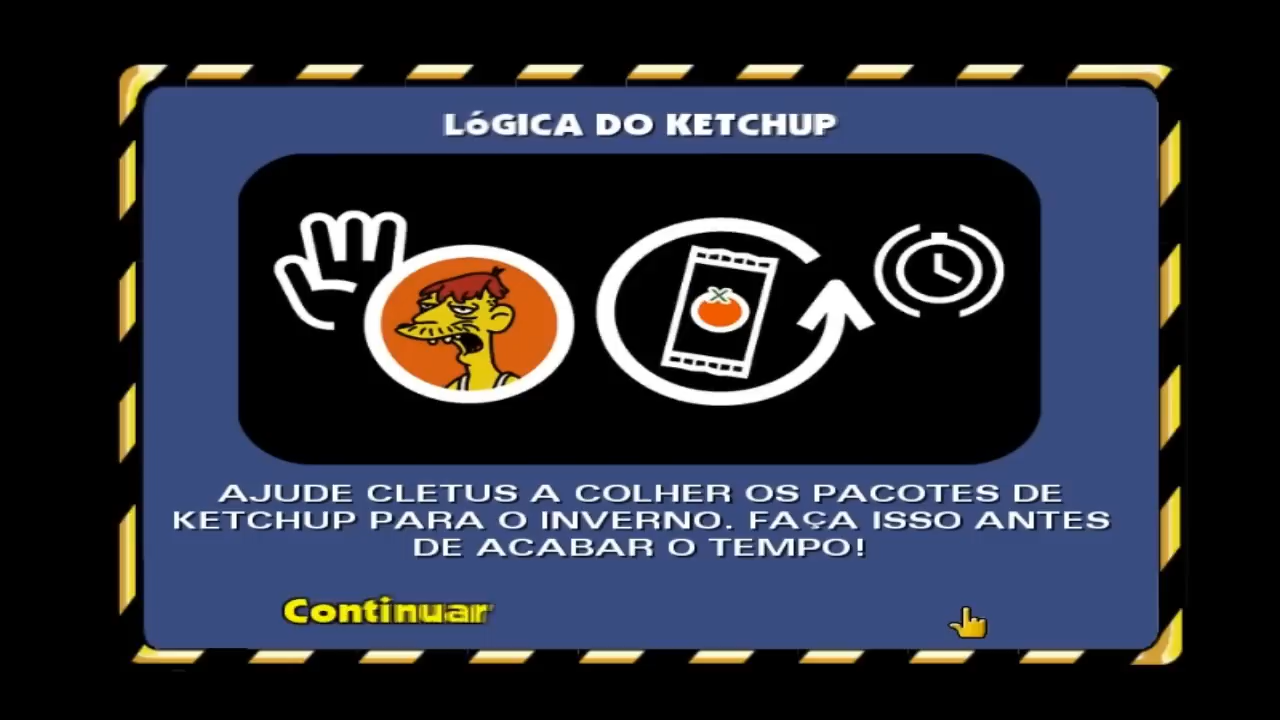 LóGICA DO KETCHUP
AJUDE CLETUS A COLHER OS PACOTES DE
KETCHUP PARA O INVERNO. FAçA ISSO ANTES
DE ACABAR O TEMPO!
Continuar